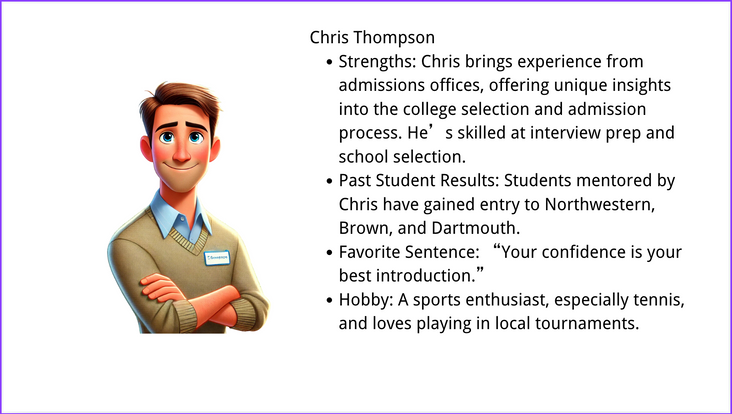 Chris Thompson
• Strengths: Chris brings experience from
admissions offices, offering unique insights
into the college selection and admission
process. He’s skilled at interview prep and
school selection.
• Past Student Results: Students mentored by
Chris have gained entry to Northwestern,
Brown, and Dartmouth.
• Favorite Sentence: “Your confidence is your
best introduction.”
• Hobby: A sports enthusiast, especially tennis,
and loves playing in local tournaments.